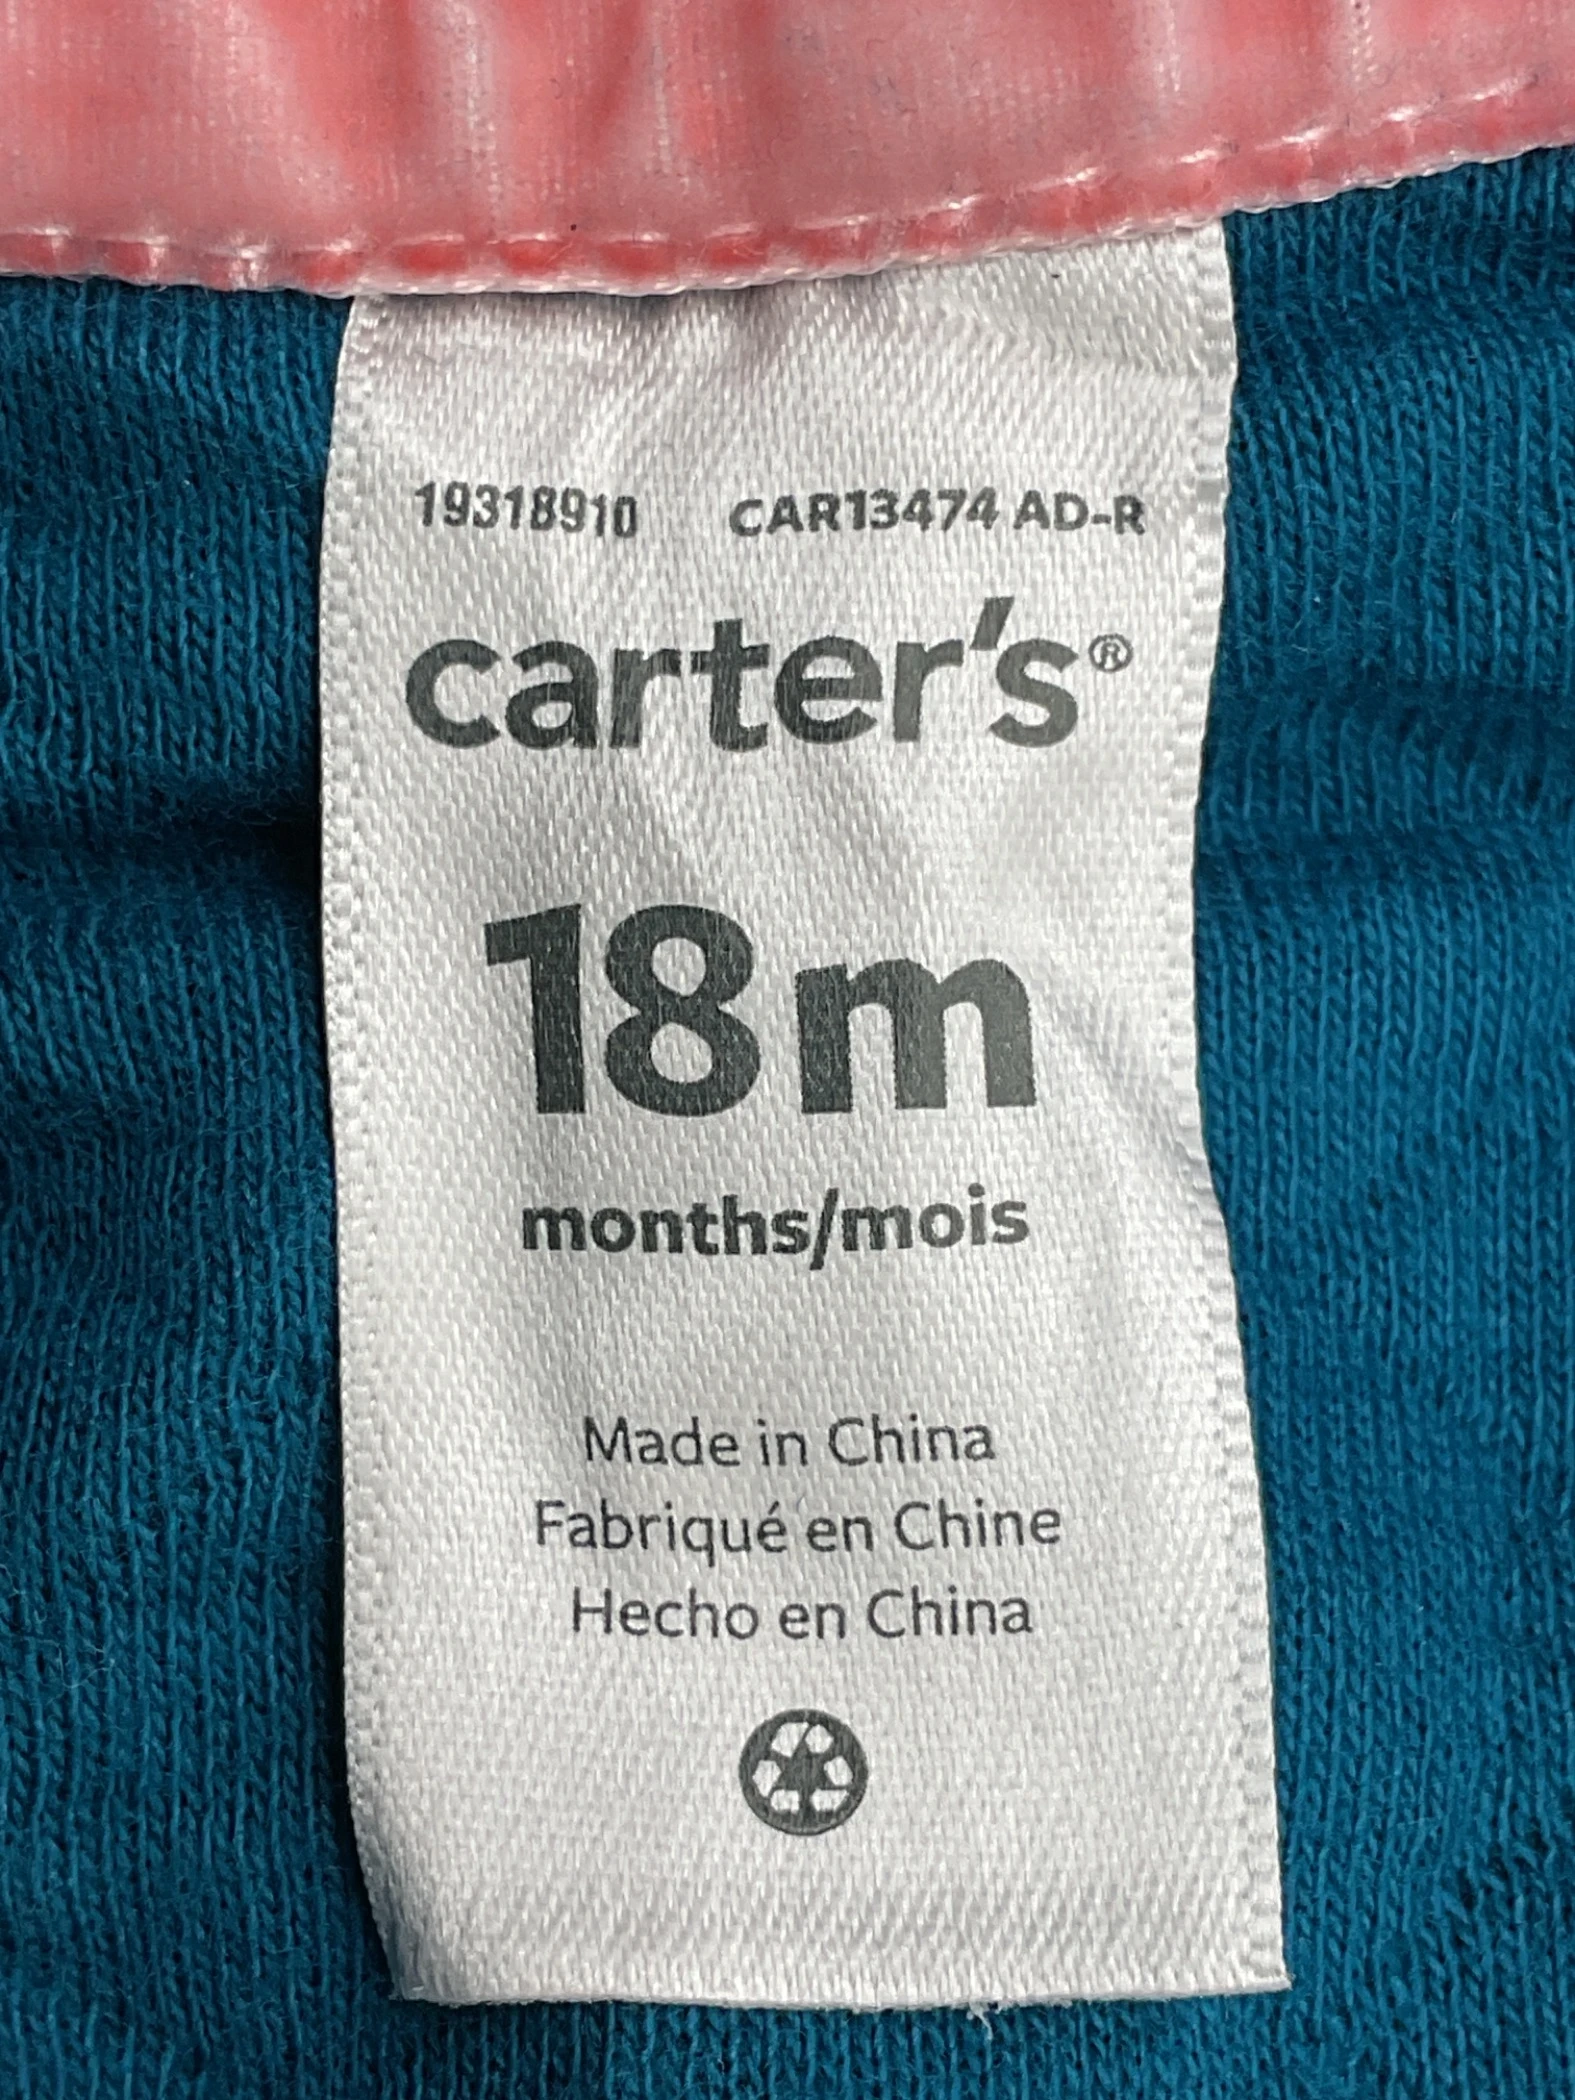 19318910 CAR13474 AD-R
carter's®
18m
months/mois
Made in China
Fabriqué en Chine
Hecho en China